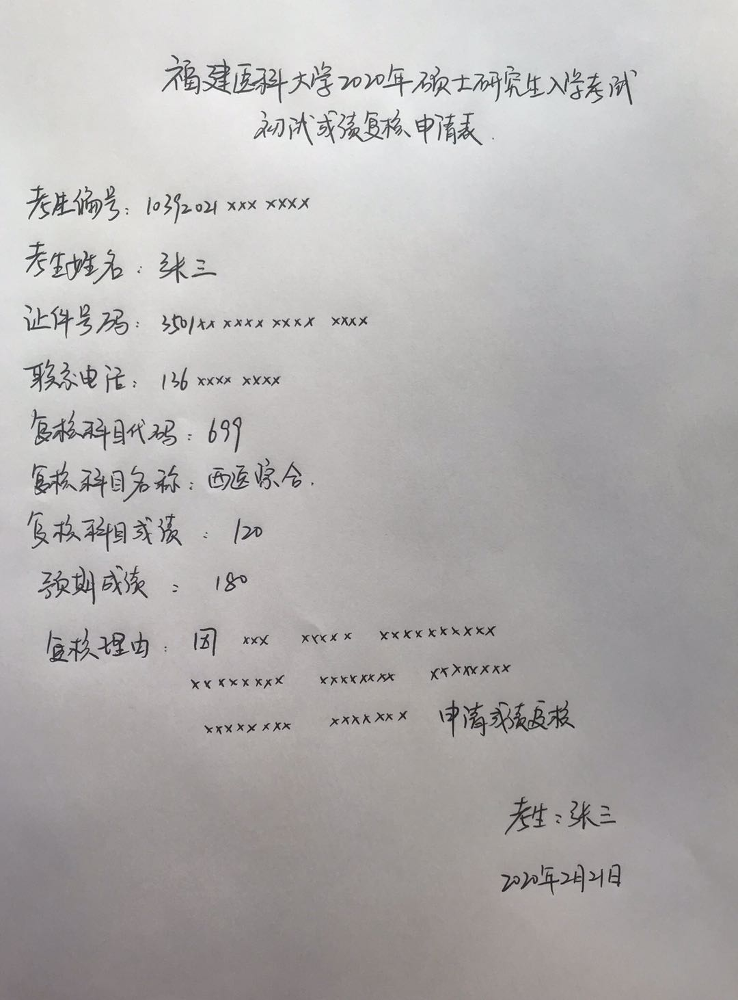 福建医科大学2020年硕士研究生入学考试
初试成绩复核申请表.
考生编号：10392021 xxx xxxx
考生姓名：张三
证件号码：3501xx xxxx xxxx xxxx
联系电话：136 xxxx xxxx
复核科目代码：699
复核科目名称：西医综合.
复核科目成绩：120
预期成绩：180
复核理由：因 xxx xxxxx xxxxxxxxxx
xxxxxxxx xxxxxxxx xxxxxxxx
xxxxxxxx xxxxxxx 申请成绩复核
考生：张三
2020年2月21日